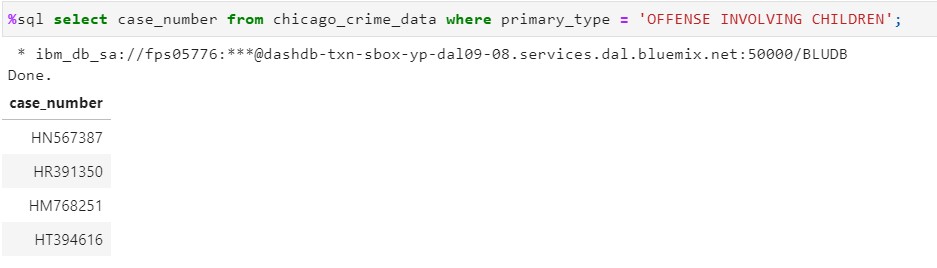 %sql select case_number from chicago_crime_data where primary_type = 'OFFENSE INVOLVING CHILDREN';
* ibm_db_sa://fps05776:***@dashdb-txn-sbox-yp-dal09-08.services.dal.bluemix.net:50000/BLUDB
Done.
case_number
HN567387
HR391350
HM768251
HT394616